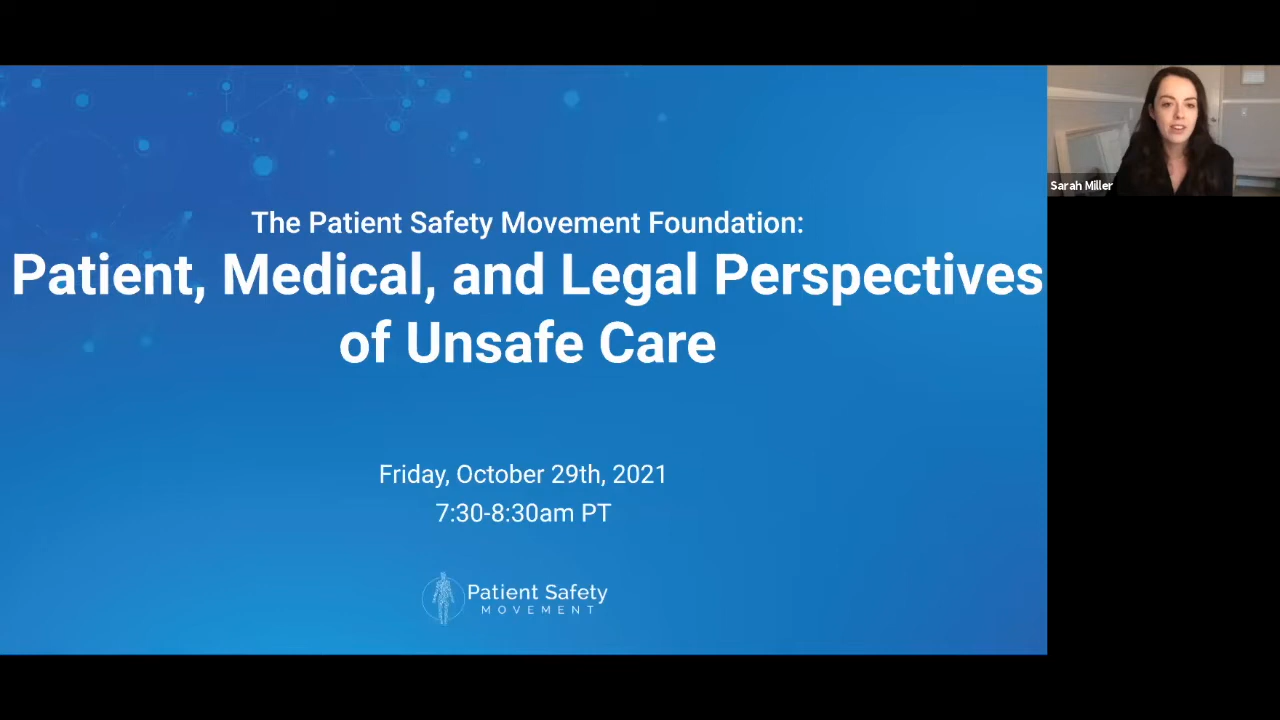 The Patient Safety Movement Foundation:
Patient, Medical, and Legal Perspectives
of Unsafe Care
Friday, October 29th, 2021
7:30-8:30am PT
Patient Safety
MOVEMENT
Sarah Miller